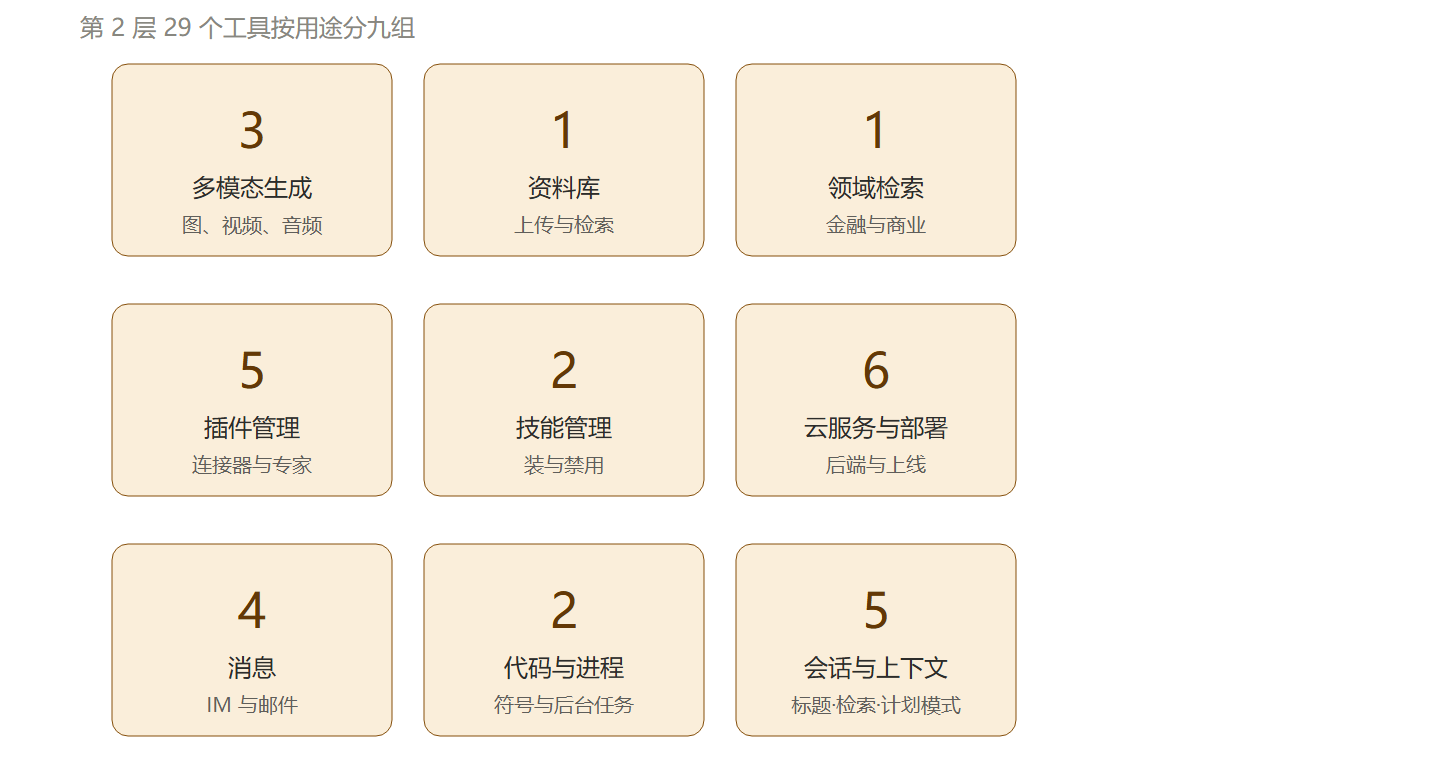 第 2 层 29 个工具按用途分九组
3
多模态生成
图、视频、音频
1
资料库
上传与检索
1
领域检索
金融与商业
5
插件管理
连接器与专家
2
技能管理
装与禁用
6
云服务与部署
后端与上线
4
消息
IM 与邮件
2
代码与进程
符号与后台任务
5
会话与上下文
标题·检索·计划模式